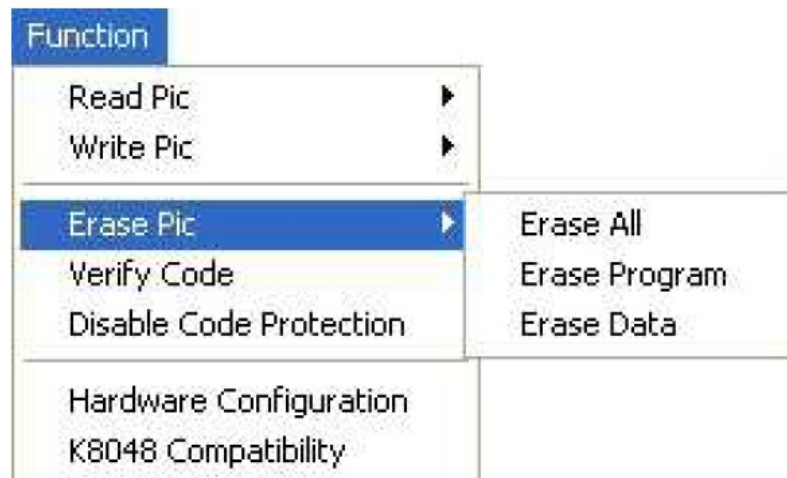 Function
Read Pic
Write Pic
Erase Pic
Erase All
Verify Code
Erase Program
Disable Code Protection
Erase Data
Hardware Configuration
K8048 Compatibility